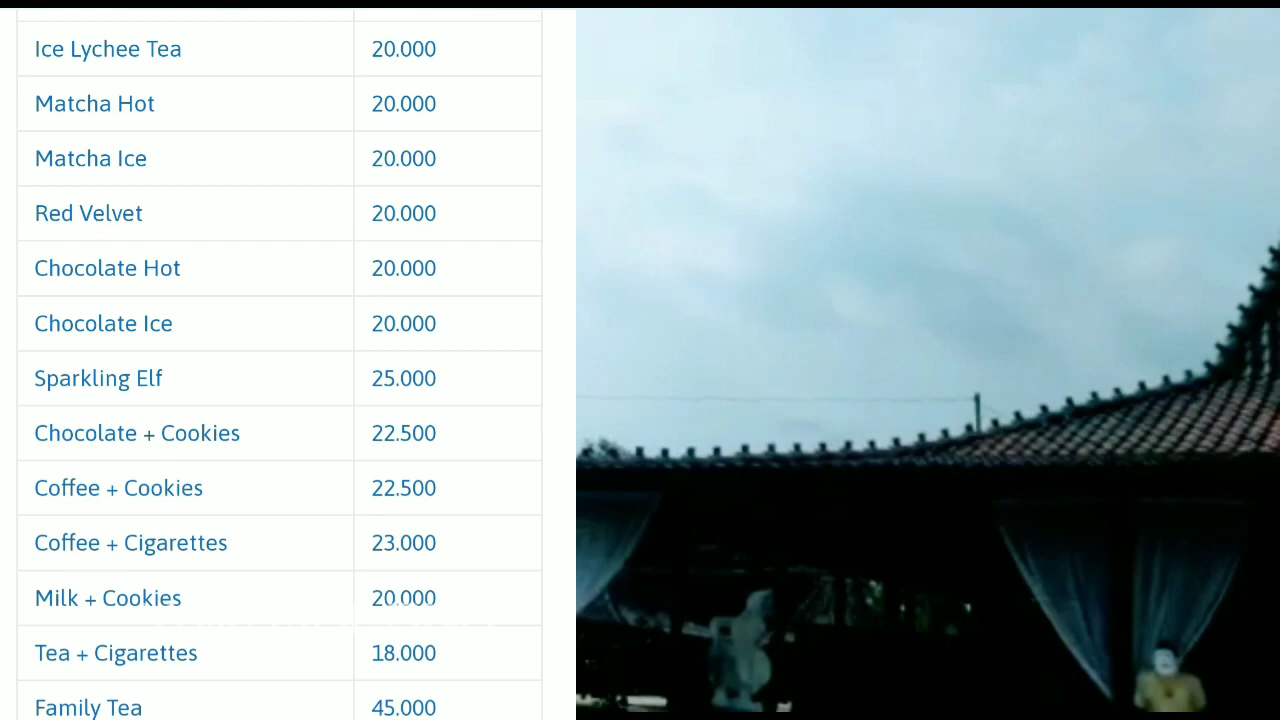 Ice Lychee Tea 20.000
Matcha Hot 20.000
Matcha Ice 20.000
Red Velvet 20.000
Chocolate Hot 20.000
Chocolate Ice 20.000
Sparkling Elf 25.000
Chocolate + Cookies 22.500
Coffee + Cookies 22.500
Coffee + Cigarettes 23.000
Milk + Cookies 20.000
Tea + Cigarettes 18.000
Family Tea 45.000